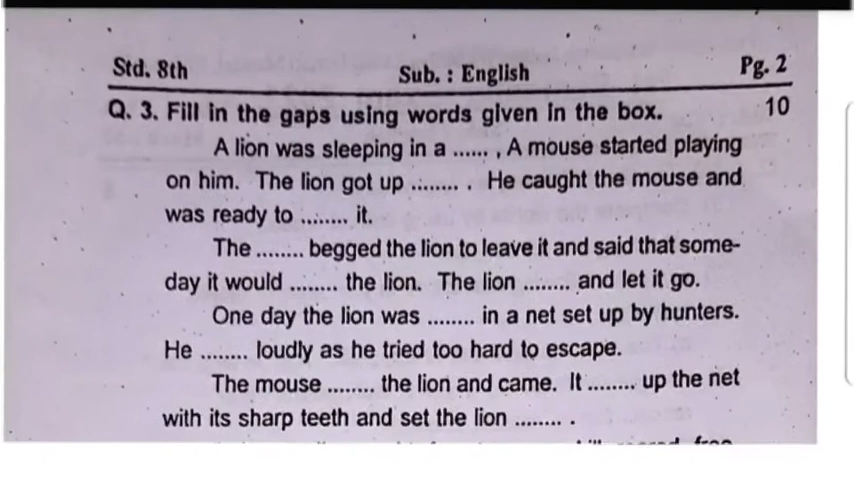 Std. 8th Sub. : English Pg. 2
Q. 3. Fill in the gaps using words given in the box. 10
A lion was sleeping in a ...... , A mouse started playing
on him. The lion got up ........ . He caught the mouse and
was ready to ........ it.
The ........ begged the lion to leave it and said that some-
day it would ........ the lion. The lion ........ and let it go.
One day the lion was ........ in a net set up by hunters.
He ........ loudly as he tried too hard to escape.
The mouse ........ the lion and came. It ........ up the net
with its sharp teeth and set the lion ........ .
free